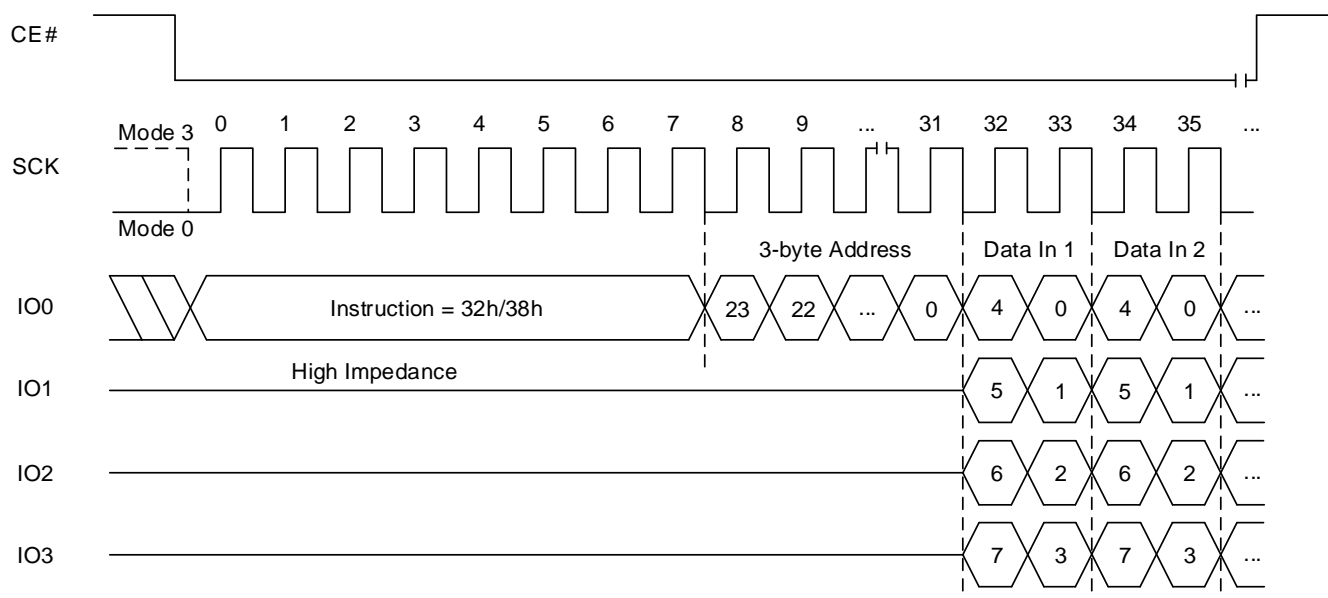 CE#
Mode 3 0 1 2 3 4 5 6 7 8 9 ... 31 32 33 34 35 ...
SCK
Mode 0
3-byte Address Data In 1 Data In 2
IO0 Instruction = 32h/38h 23 22 ... 0 4 0 4 0 ...
High Impedance
IO1 5 1 5 1 ...
IO2 6 2 6 2 ...
IO3 7 3 7 3 ...